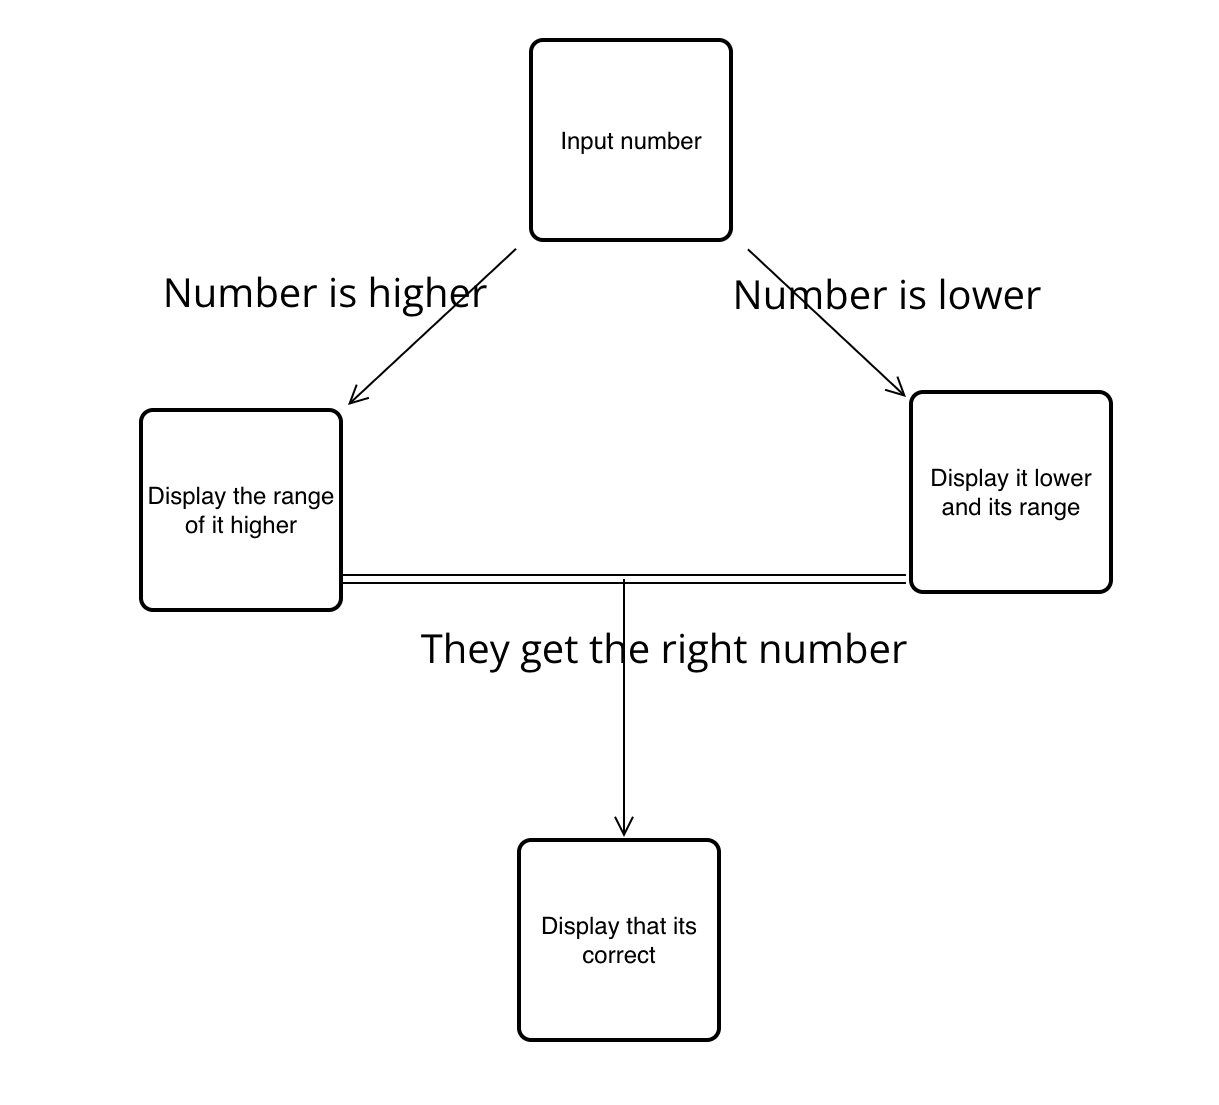 Input number
Number is higher
Number is lower
Display the range
of it higher
Display it lower
and its range
They get the right number
Display that its
correct